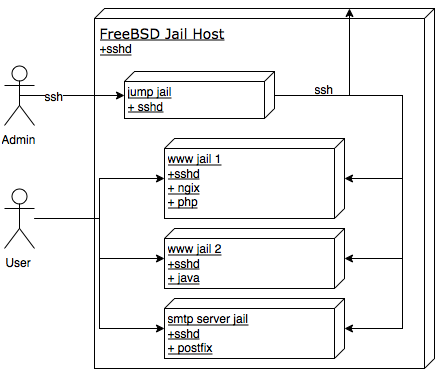 FreeBSD Jail Host
+sshd
jump jail
+ sshd
ssh
ssh
Admin
www jail 1
+sshd
+ ngix
+ php
User
www jail 2
+sshd
+ java
smtp server jail
+sshd
+ postfix